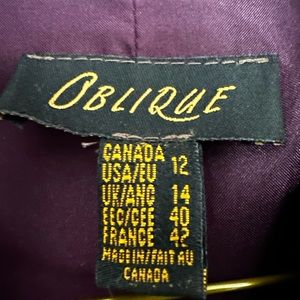 OBLIQUE
CANADA
USA/EU 12
UK/ANG 14
EEC/CEE 40
FRANCE 42
MADE IN/FAIT AU
CANADA